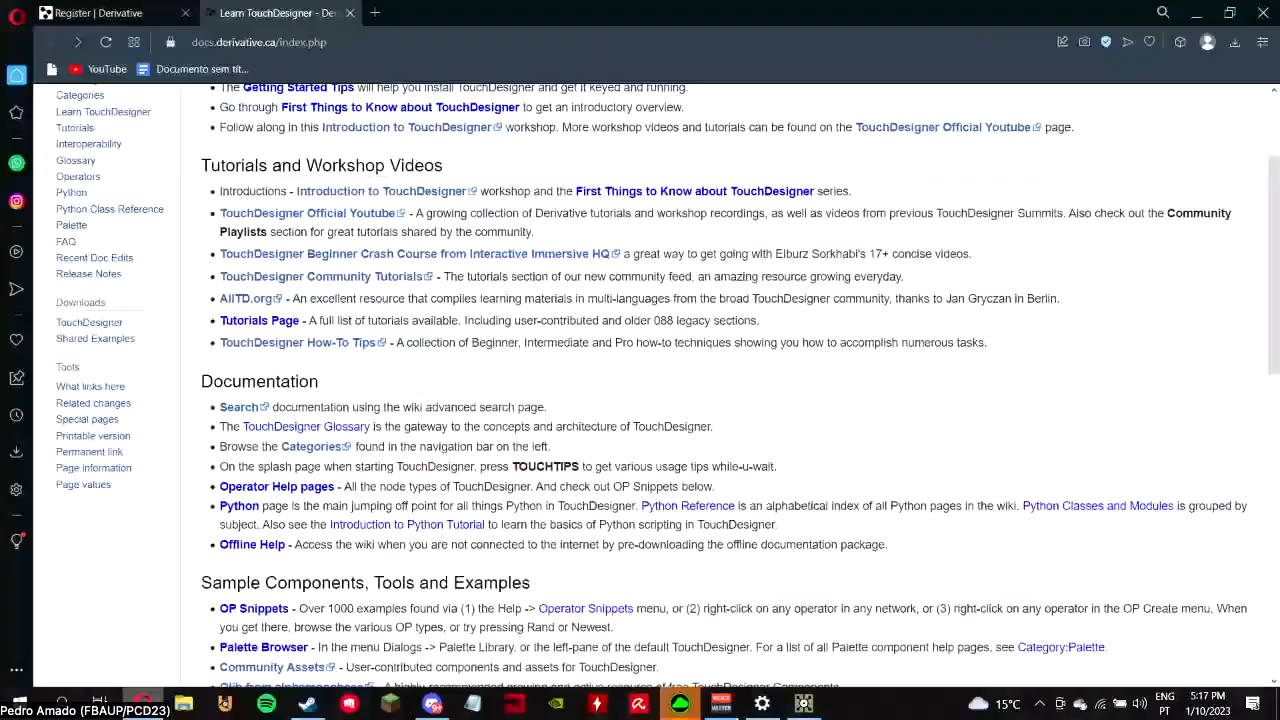 Register | Derivative
Learn TouchDesigner - De
docs.derivative.ca/index.php
YouTube
Documento sem tít...
Categories
Learn TouchDesigner
Tutorials
Interoperability
Glossary
Operators
Python
Python Class Reference
Palette
FAQ
Recent Doc Edits
Release Notes
Downloads
TouchDesigner
Shared Examples
Tools
What links here
Related changes
Special pages
Printable version
Permanent link
Page information
Page values
The Getting Started Tips will help you install TouchDesigner and get it keyed and running.
Go through First Things to Know about TouchDesigner to get an introductory overview.
Follow along in this Introduction to TouchDesigner workshop. More workshop videos and tutorials can be found on the TouchDesigner Official Youtube page.
Tutorials and Workshop Videos
Introductions - Introduction to TouchDesigner workshop and the First Things to Know about TouchDesigner series.
TouchDesigner Official Youtube - A growing collection of Derivative tutorials and workshop recordings, as well as videos from previous TouchDesigner Summits. Also check out the Community
Playlists section for great tutorials shared by the community.
TouchDesigner Beginner Crash Course from Interactive Immersive HQ a great way to get going with Elburz Sorkhabi's 17+ concise videos.
TouchDesigner Community Tutorials - The tutorials section of our new community feed, an amazing resource growing everyday.
AllTD.org - An excellent resource that compiles learning materials in multi-languages from the broad TouchDesigner community, thanks to Jan Gryczan in Berlin.
Tutorials Page - A full list of tutorials available. Including user-contributed and older 088 legacy sections.
TouchDesigner How-To Tips - A collection of Beginner, Intermediate and Pro how-to techniques showing you how to accomplish numerous tasks.
Documentation
Search documentation using the wiki advanced search page.
The TouchDesigner Glossary is the gateway to the concepts and architecture of TouchDesigner.
Browse the Categories found in the navigation bar on the left.
On the splash page when starting TouchDesigner, press TOUCHTIPS to get various usage tips while-u-wait.
Operator Help pages - All the node types of TouchDesigner. And check out OP Snippets below.
Python page is the main jumping off point for all things Python in TouchDesigner. Python Reference is an alphabetical index of all Python pages in the wiki. Python Classes and Modules is grouped by
subject. Also see the Introduction to Python Tutorial to learn the basics of Python scripting in TouchDesigner.
Offline Help - Access the wiki when you are not connected to the internet by pre-downloading the offline documentation package.
Sample Components, Tools and Examples
OP Snippets - Over 1000 examples found via (1) the Help -> Operator Snippets menu, or (2) right-click on any operator in any network, or (3) right-click on any operator in the OP Create menu. When
you get there, browse the various OP types, or try pressing Rand or Newest.
Palette Browser - In the menu Dialogs -> Palette Library, or the left-pane of the default TouchDesigner. For a list of all Palette component help pages, see Category:Palette.
Community Assets - User-contributed components and assets for TouchDesigner.
15°C
ENG
PT
5:17 PM
1/10/2023
Pedro Amado (FBAUP/PCD23)